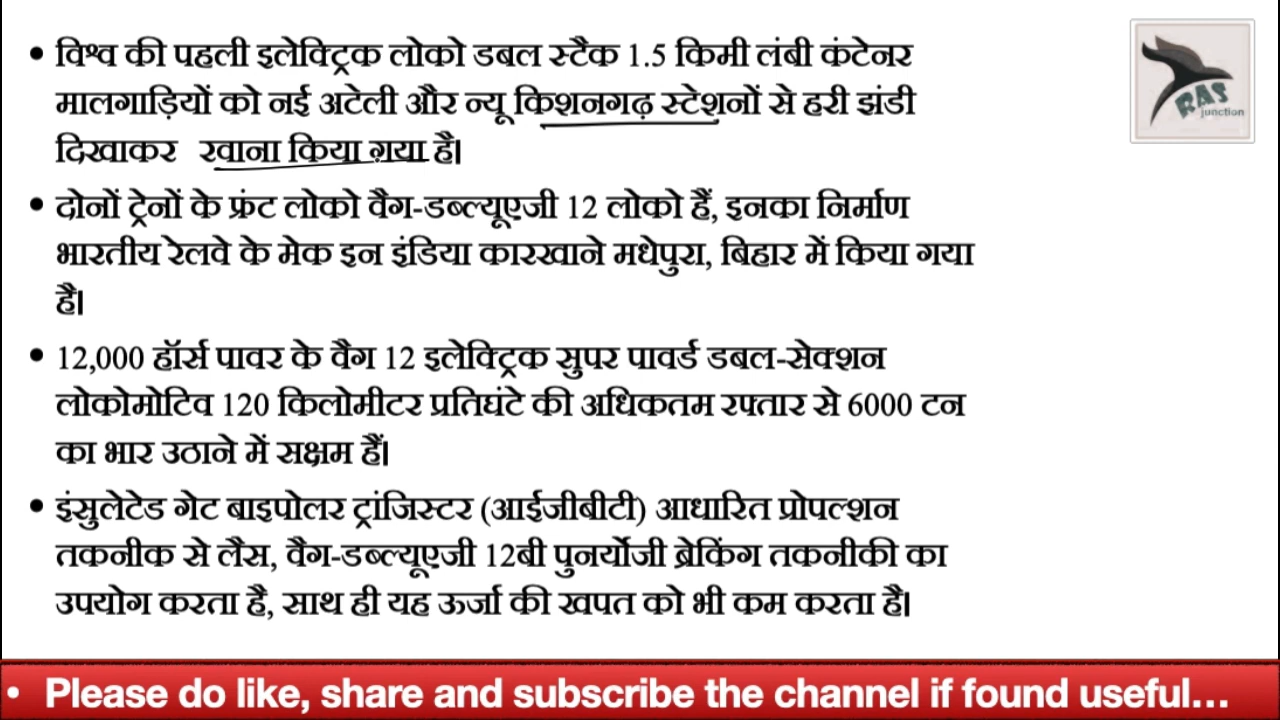 • विश्व की पहली इलेक्ट्रिक लोको डबल स्टैक 1.5 किमी लंबी कंटेनर
मालगाड़ियों को नई अटेली और न्यू किशनगढ़ स्टेशनों से हरी झंडी
दिखाकर रवाना किया गया है।
• दोनों ट्रेनों के फ्रंट लोको वैग-डब्ल्यूएजी 12 लोको हैं, इनका निर्माण
भारतीय रेलवे के मेक इन इंडिया कारखाने मधेपुरा, बिहार में किया गया
है।
• 12,000 हॉर्स पावर के वैग 12 इलेक्ट्रिक सुपर पावर्ड डबल-सेक्शन
लोकोमोटिव 120 किलोमीटर प्रतिघंटे की अधिकतम रफ्तार से 6000 टन
का भार उठाने में सक्षम हैं।
• इंसुलेटेड गेट बाइपोलर ट्रांजिस्टर (आईजीबीटी) आधारित प्रोपल्शन
तकनीक से लैस, वैग-डब्ल्यूएजी 12बी पुनर्योजी ब्रेकिंग तकनीकी का
उपयोग करता है, साथ ही यह ऊर्जा की खपत को भी कम करता है।
RAS
junction
• Please do like, share and subscribe the channel if found useful...